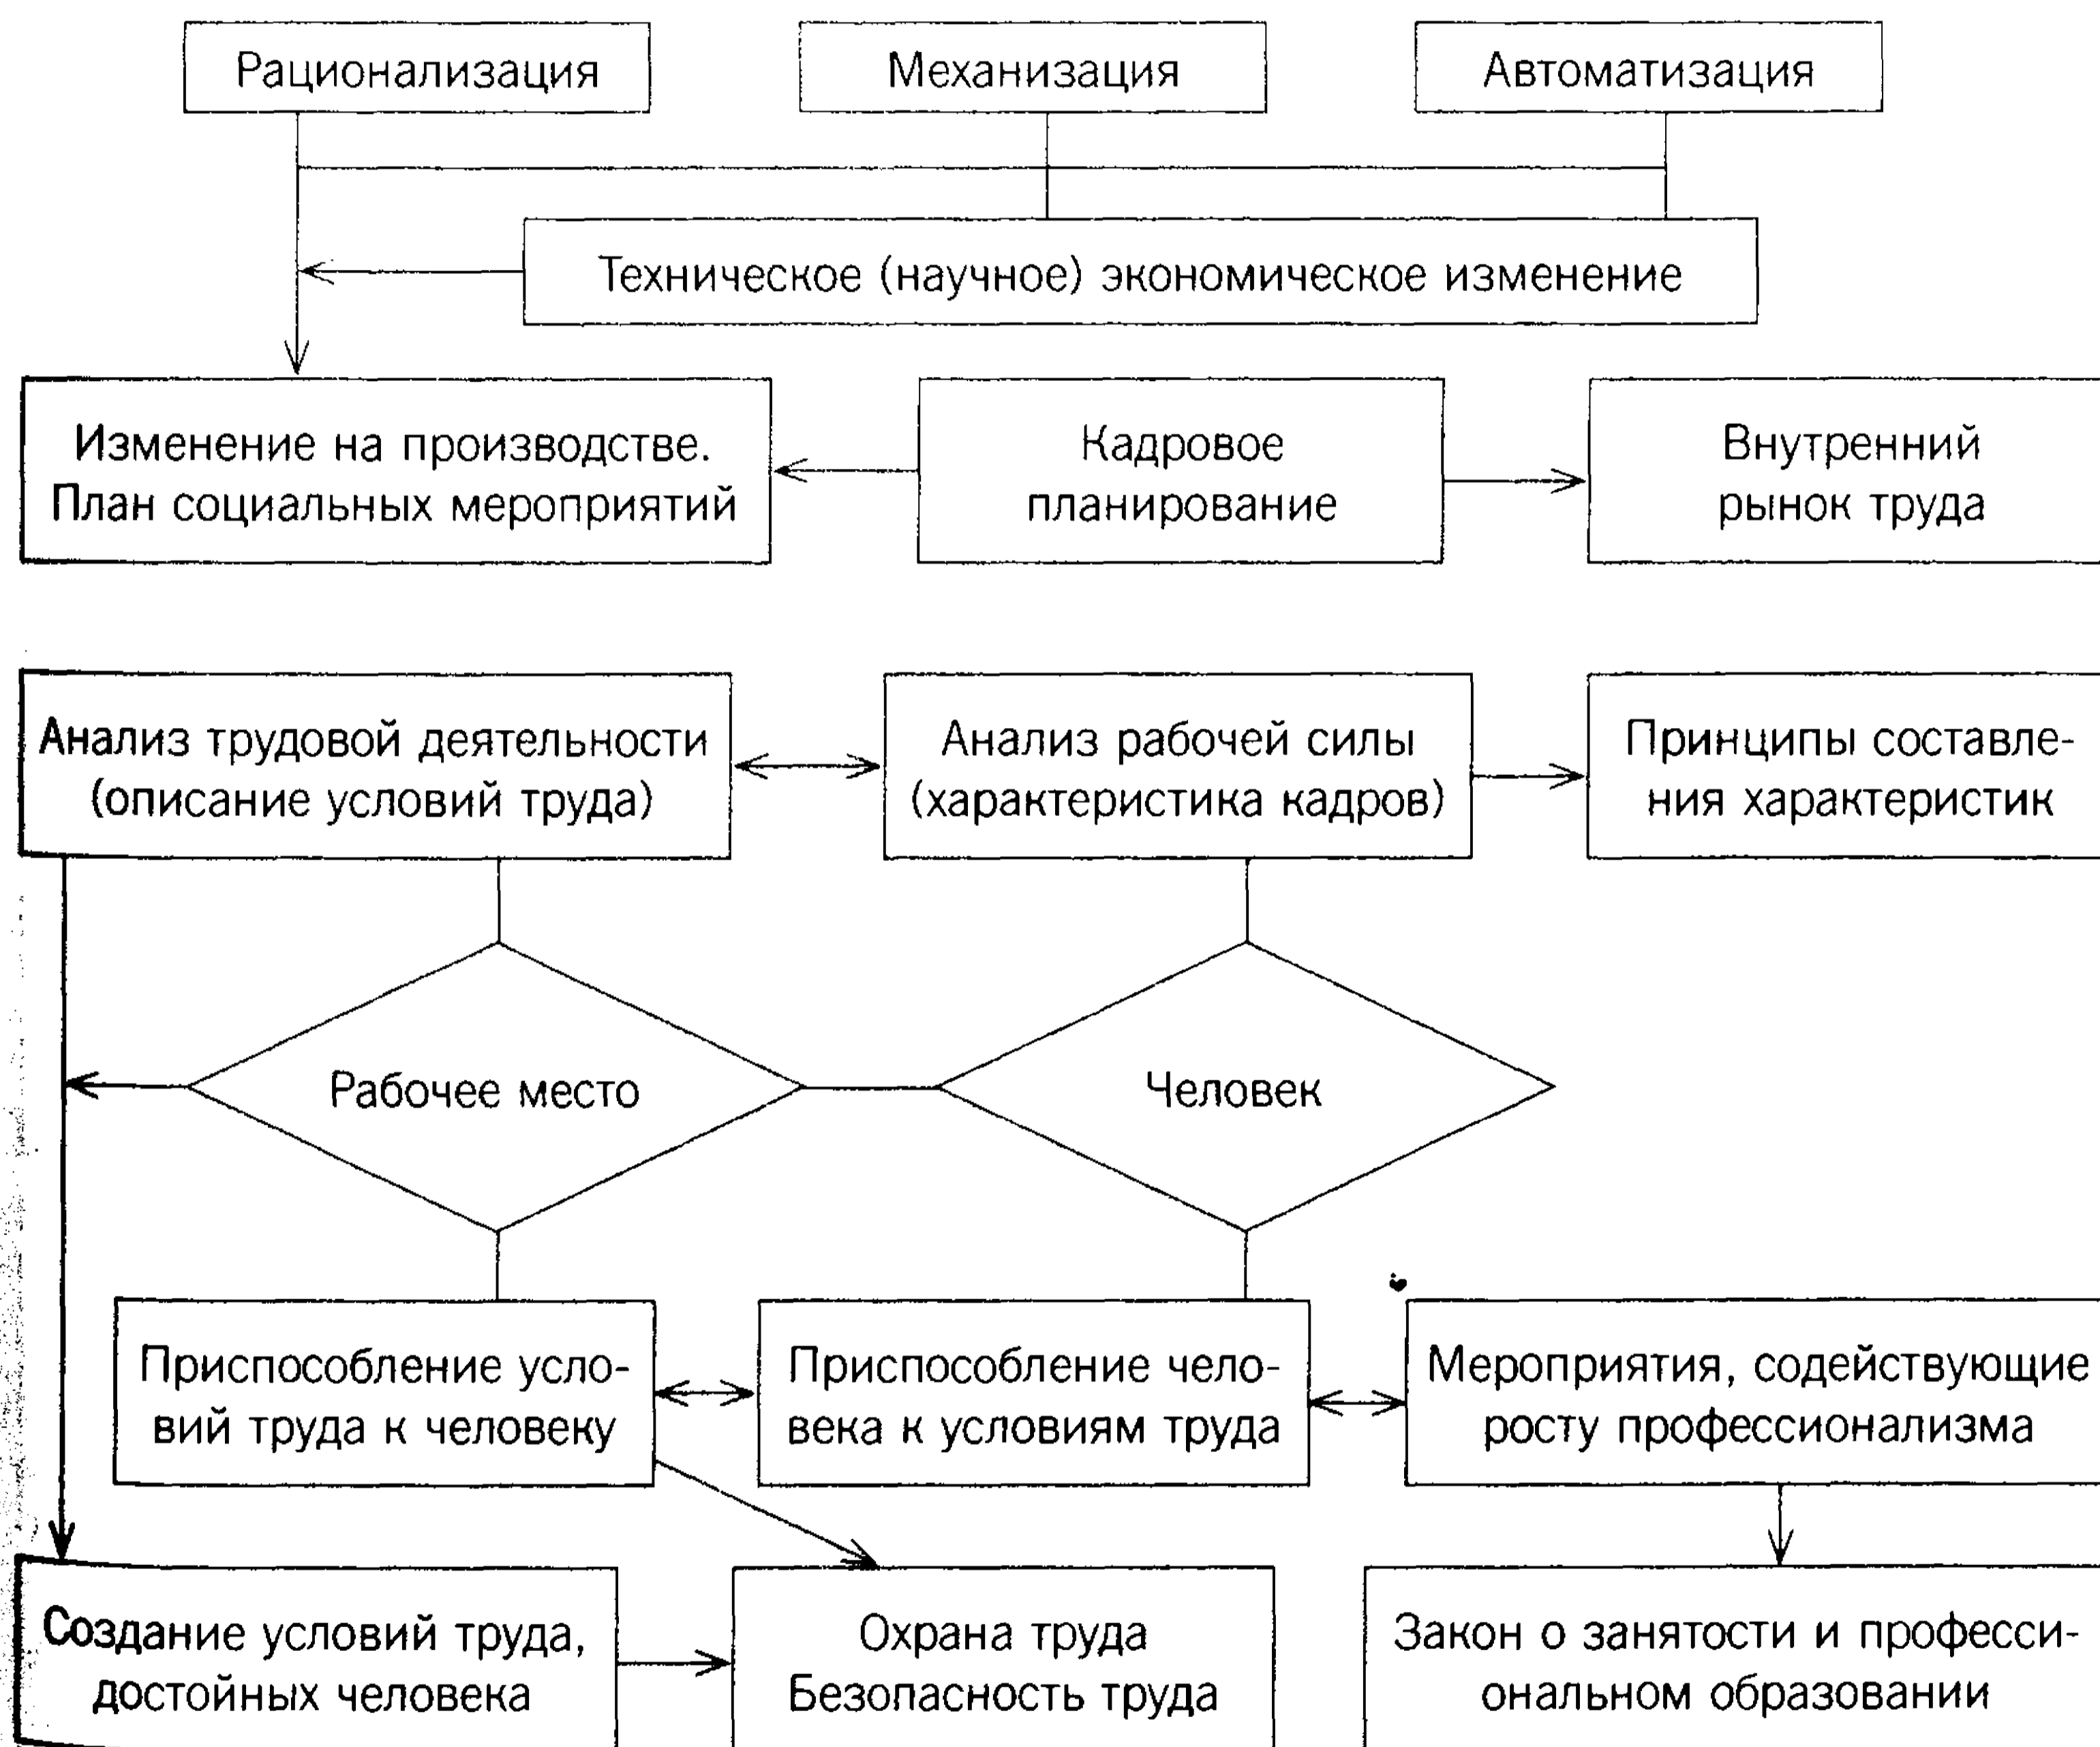 Рационализация
Механизация
Автоматизация
Техническое (научное) экономическое изменение
Изменение на производстве.
План социальных мероприятий
Кадровое
планирование
Внутренний
рынок труда
Анализ трудовой деятельности
(описание условий труда)
Анализ рабочей силы
(характеристика кадров)
Принципы составле-
ния характеристик
Рабочее место
Человек
Приспособление усло-
вий труда к человеку
Приспособление чело-
века к условиям труда
Мероприятия, содействующие
росту профессионализма
Создание условий труда,
достойных человека
Охрана труда
Безопасность труда
Закон о занятости и професси-
ональном образовании